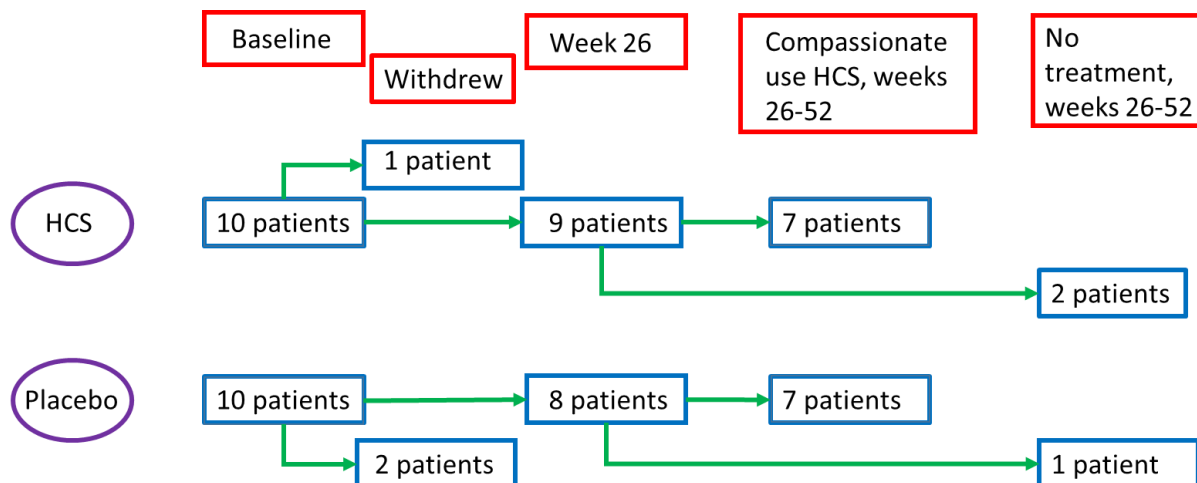 Baseline
Withdrew
Week 26
Compassionate
use HCS, weeks
26-52
No
treatment,
weeks 26-52
1 patient
HCS
10 patients
9 patients
7 patients
2 patients
Placebo
10 patients
8 patients
7 patients
2 patients
1 patient